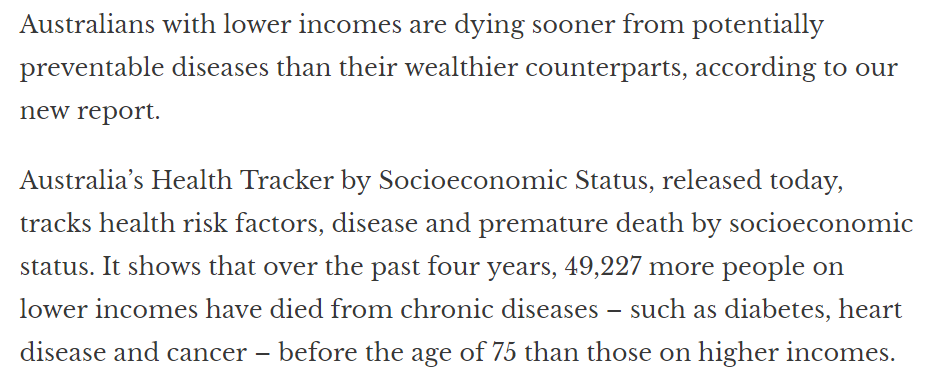 Australians with lower incomes are dying sooner from potentially
preventable diseases than their wealthier counterparts, according to our
new report.
Australia’s Health Tracker by Socioeconomic Status, released today,
tracks health risk factors, disease and premature death by socioeconomic
status. It shows that over the past four years, 49,227 more people on
lower incomes have died from chronic diseases – such as diabetes, heart
disease and cancer – before the age of 75 than those on higher incomes.